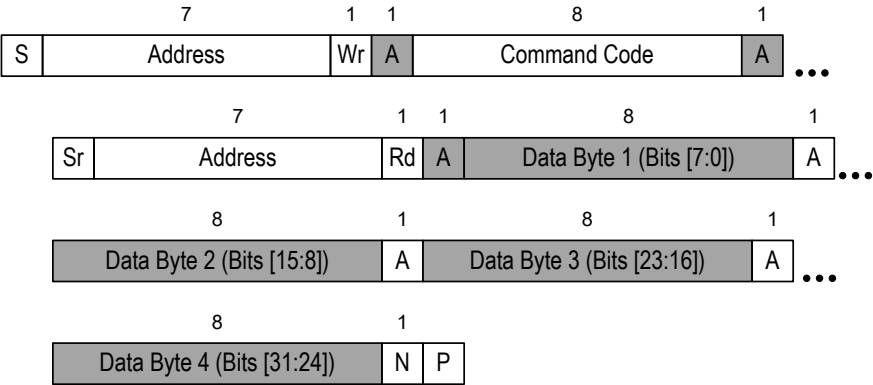 7 1 1 8 1
S Address Wr A Command Code A •••
7 1 1 8 1
Sr Address Rd A Data Byte 1 (Bits [7:0]) A •••
8 1 8 1
Data Byte 2 (Bits [15:8]) A Data Byte 3 (Bits [23:16]) A •••
8 1
Data Byte 4 (Bits [31:24]) N P